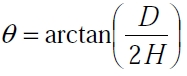 θ = arctan(D/2H)